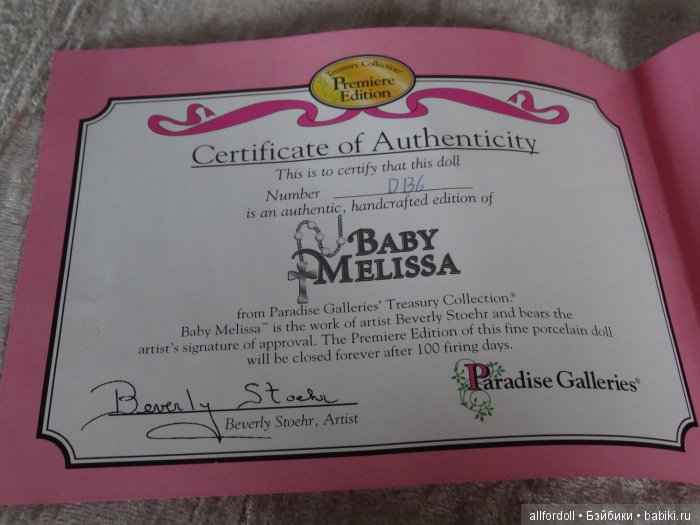 Treasury Collection®
Premiere
Edition
Certificate of Authenticity
This is to certify that this doll
Number D136
is an authentic, handcrafted edition of
BABY
MELISSA
from Paradise Galleries' Treasury Collection.®
Baby Melissa™ is the work of artist Beverly Stoehr and bears the
artist's signature of approval. The Premiere Edition of this fine porcelain doll
will be closed forever after 100 firing days.
Beverly Stoehr
Beverly Stoehr, Artist
Paradise Galleries®
allfordoll • Бэйбики • babiki.ru